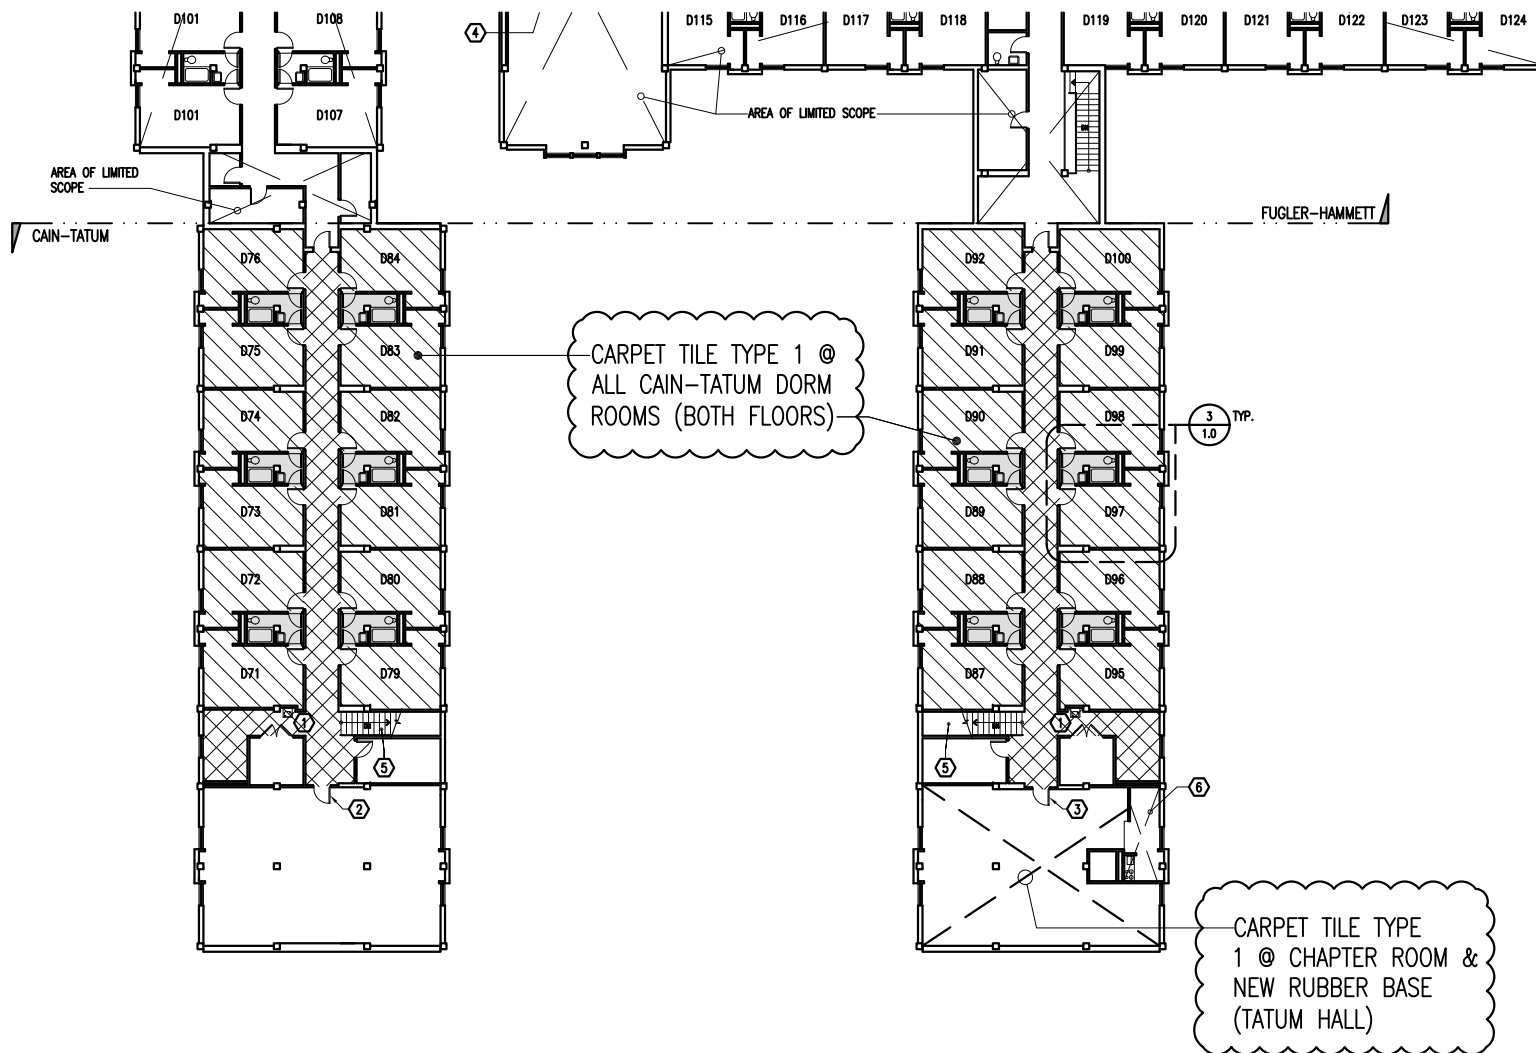 D101
D108
4
D115
D116
D117
D118
D119
D120
D121
D122
D123
D124
D101
D107
AREA OF LIMITED SCOPE
AREA OF LIMITED
SCOPE
CAIN-TATUM
FUGLER-HAMMETT
D76
D84
D92
D100
D75
D83
D91
D99
CARPET TILE TYPE 1 @
ALL CAIN-TATUM DORM
ROOMS (BOTH FLOORS)
D74
D82
D90
D98
3
1.0
TYP.
D73
D81
D89
D97
D72
D80
D88
D96
D71
D79
D87
D95
1
DN
5
5
DN
1
2
3
6
CARPET TILE TYPE
1 @ CHAPTER ROOM &
NEW RUBBER BASE
(TATUM HALL)